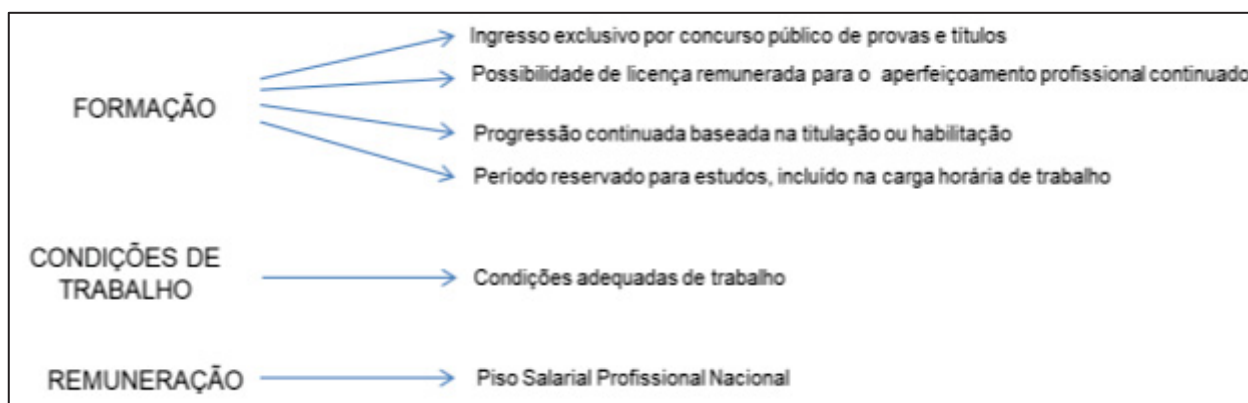 FORMAÇÃO
Ingresso exclusivo por concurso público de provas e títulos
Possibilidade de licença remunerada para o aperfeiçoamento profissional continuado
Progressão continuada baseada na titulação ou habilitação
Período reservado para estudos, incluído na carga horária de trabalho
CONDIÇÕES DE
TRABALHO
Condições adequadas de trabalho
REMUNERAÇÃO
Piso Salarial Profissional Nacional